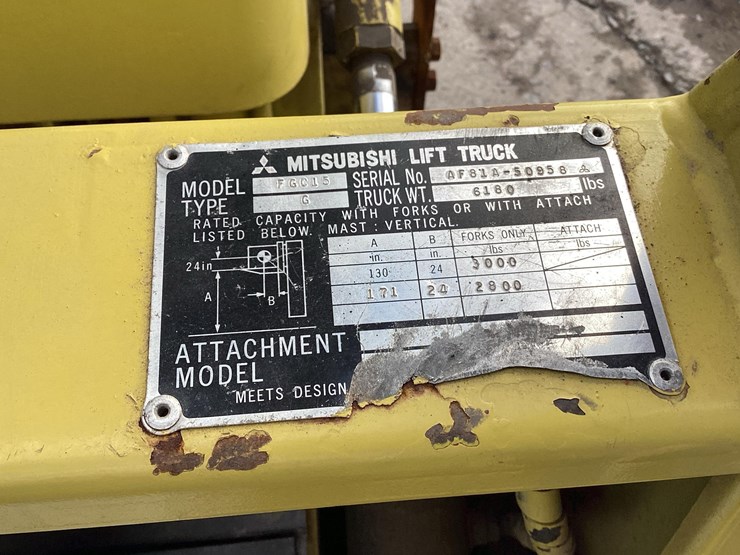 MITSUBISHI LIFT TRUCK
MODEL FGC15 SERIAL No. AF81A-50958
TYPE G TRUCK WT. 6180 lbs
RATED CAPACITY WITH FORKS OR WITH ATTACH
LISTED BELOW. MAST : VERTICAL.
A B FORKS ONLY ATTACH
in. in. lbs lbs
130 24 3000
171 24 2800
24in
A
B
ATTACHMENT
MODEL
MEETS DESIGN